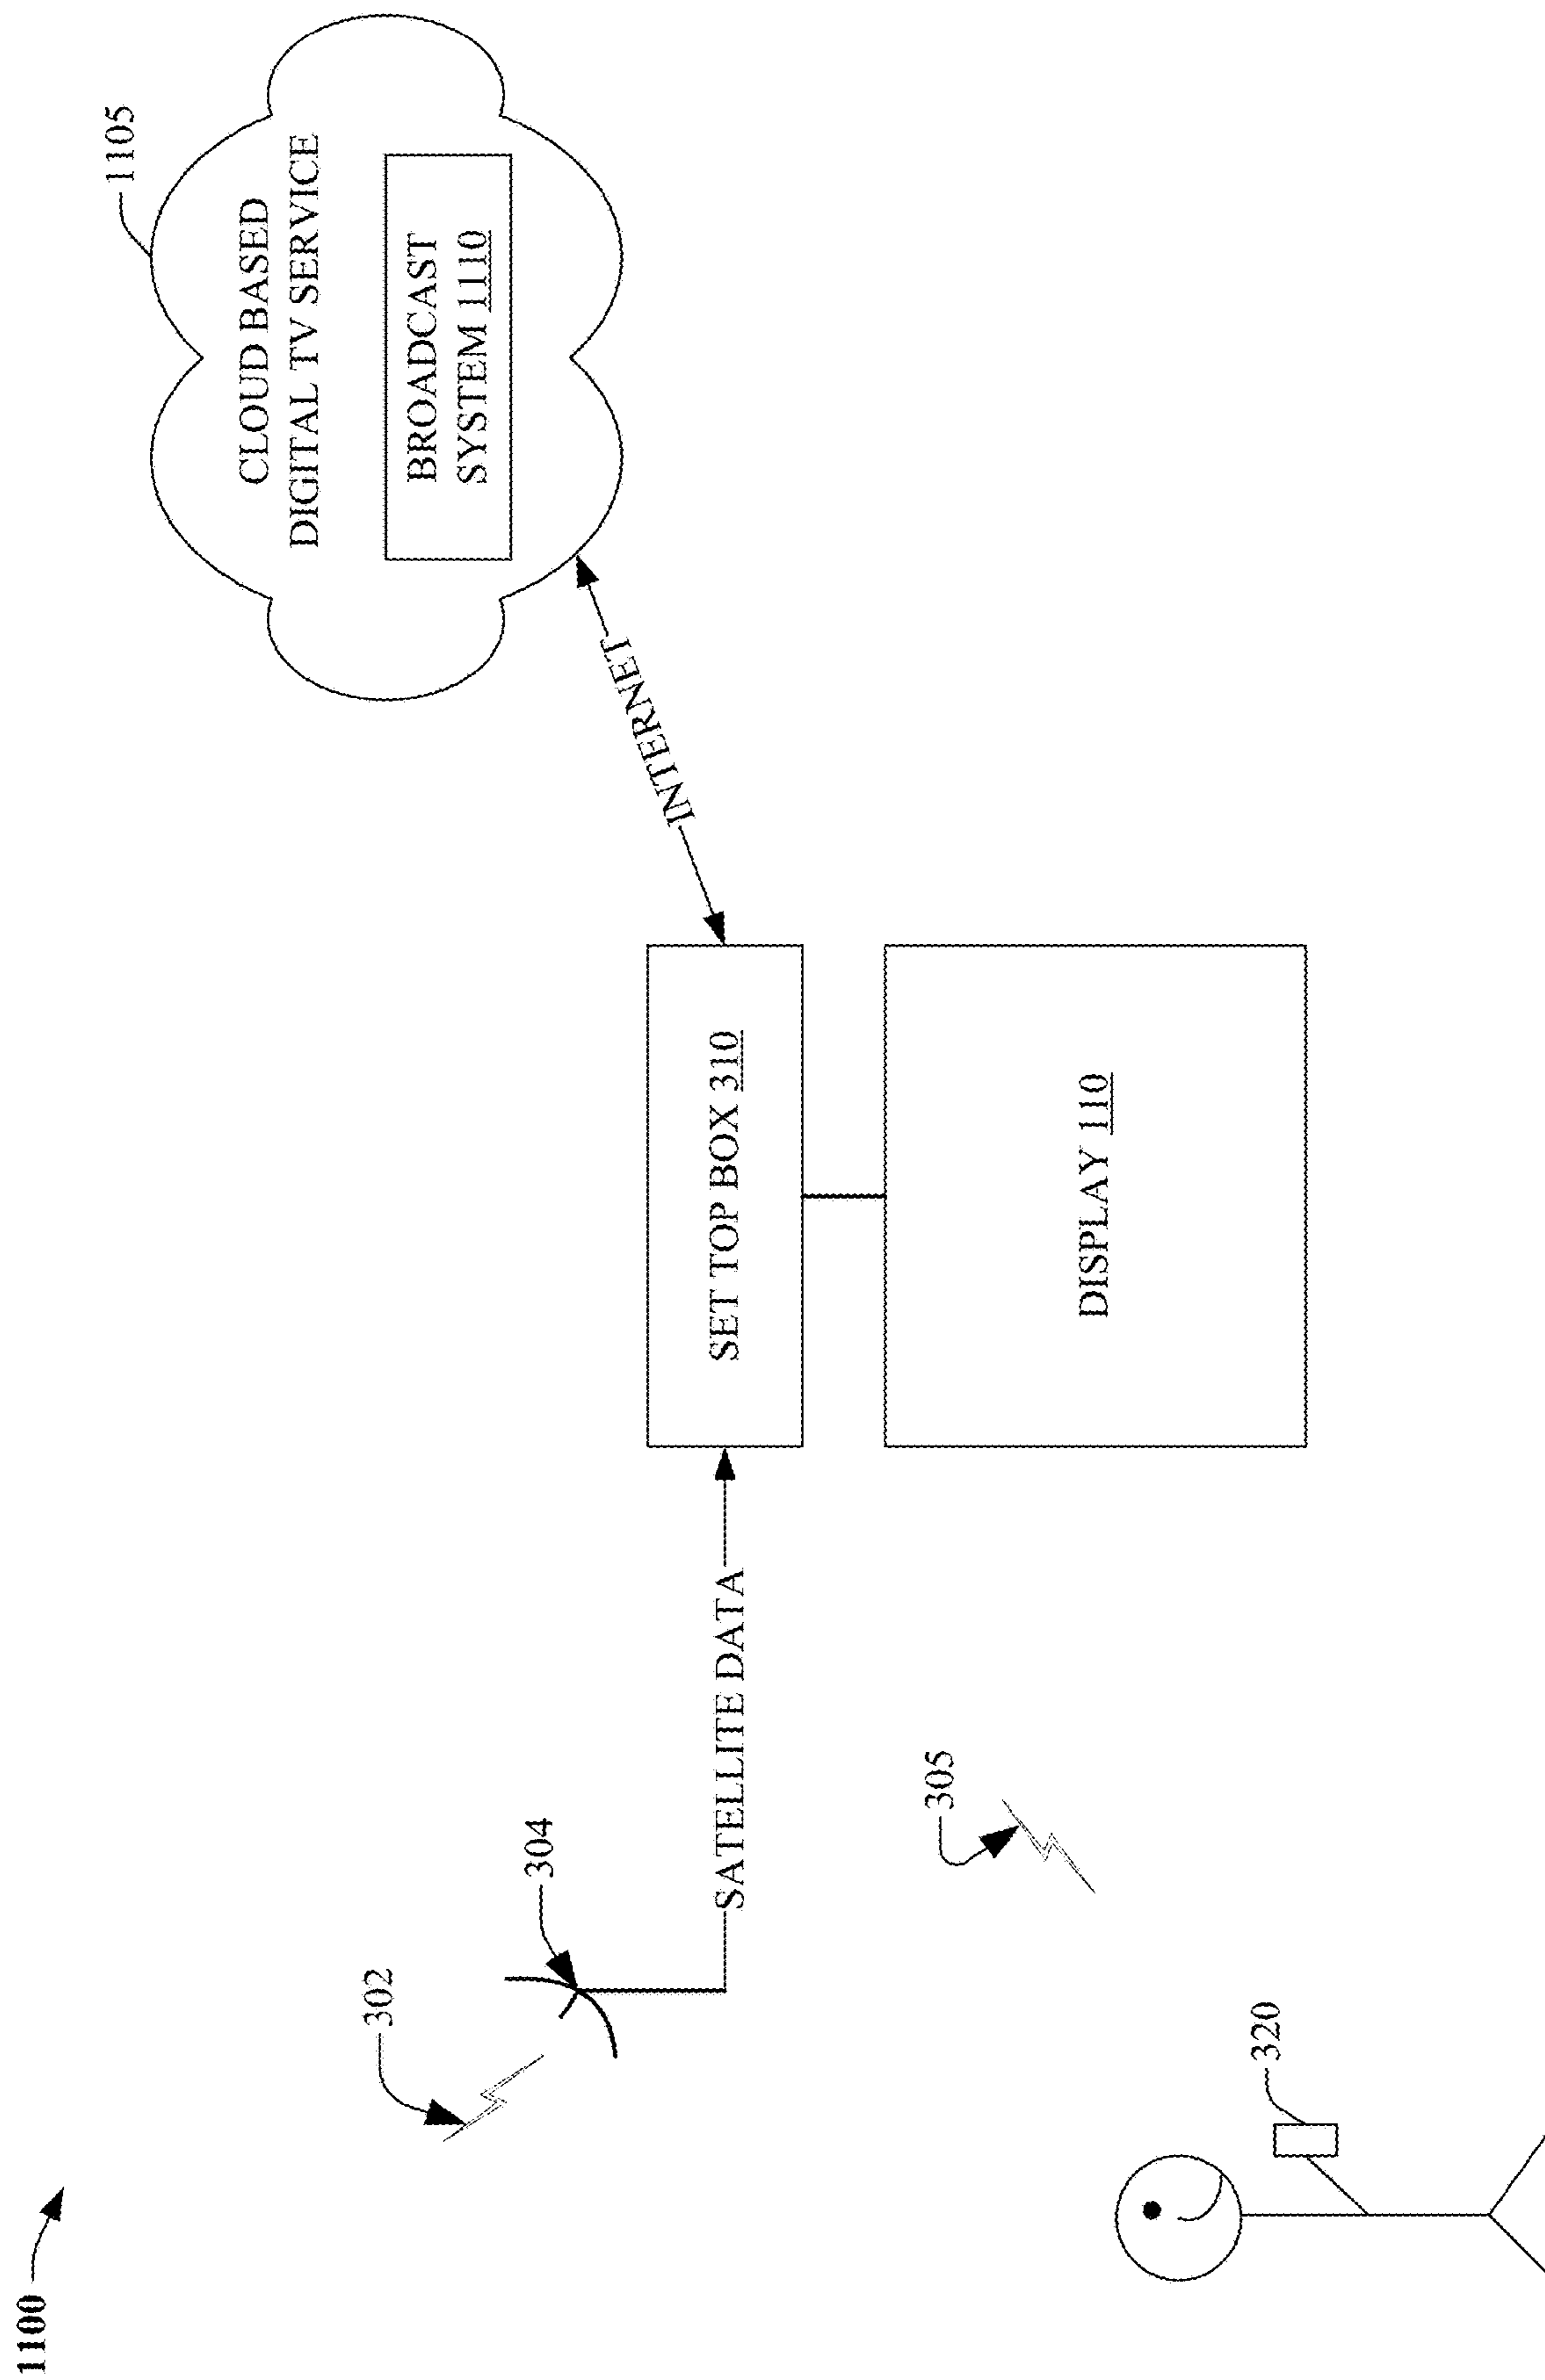 1100
302
304
SATELLITE DATA
305
320
SET TOP BOX 310
DISPLAY 110
INTERNET
1105
CLOUD BASED
DIGITAL TV SERVICE
BROADCAST
SYSTEM 1110